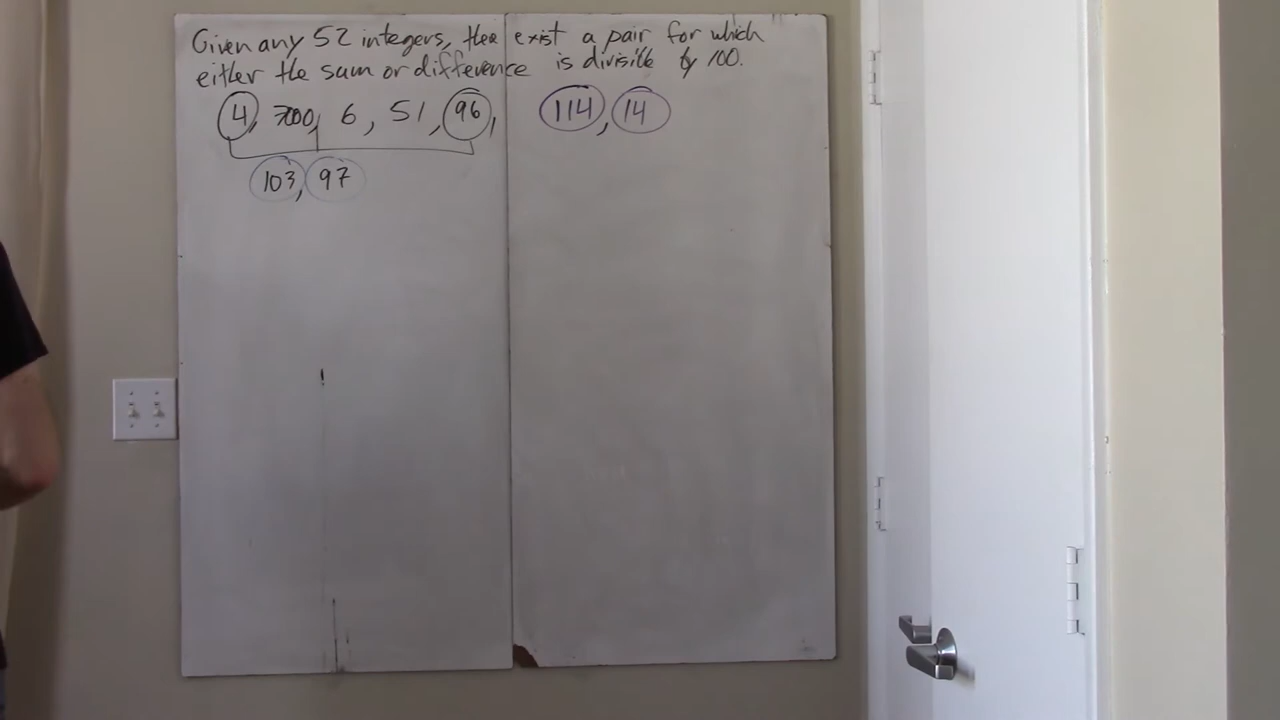 Given any 52 integers, there exist a pair for which
either the sum or difference is divisible by 100.
4, 700, 6, 51, 96, 114, 14
103, 97